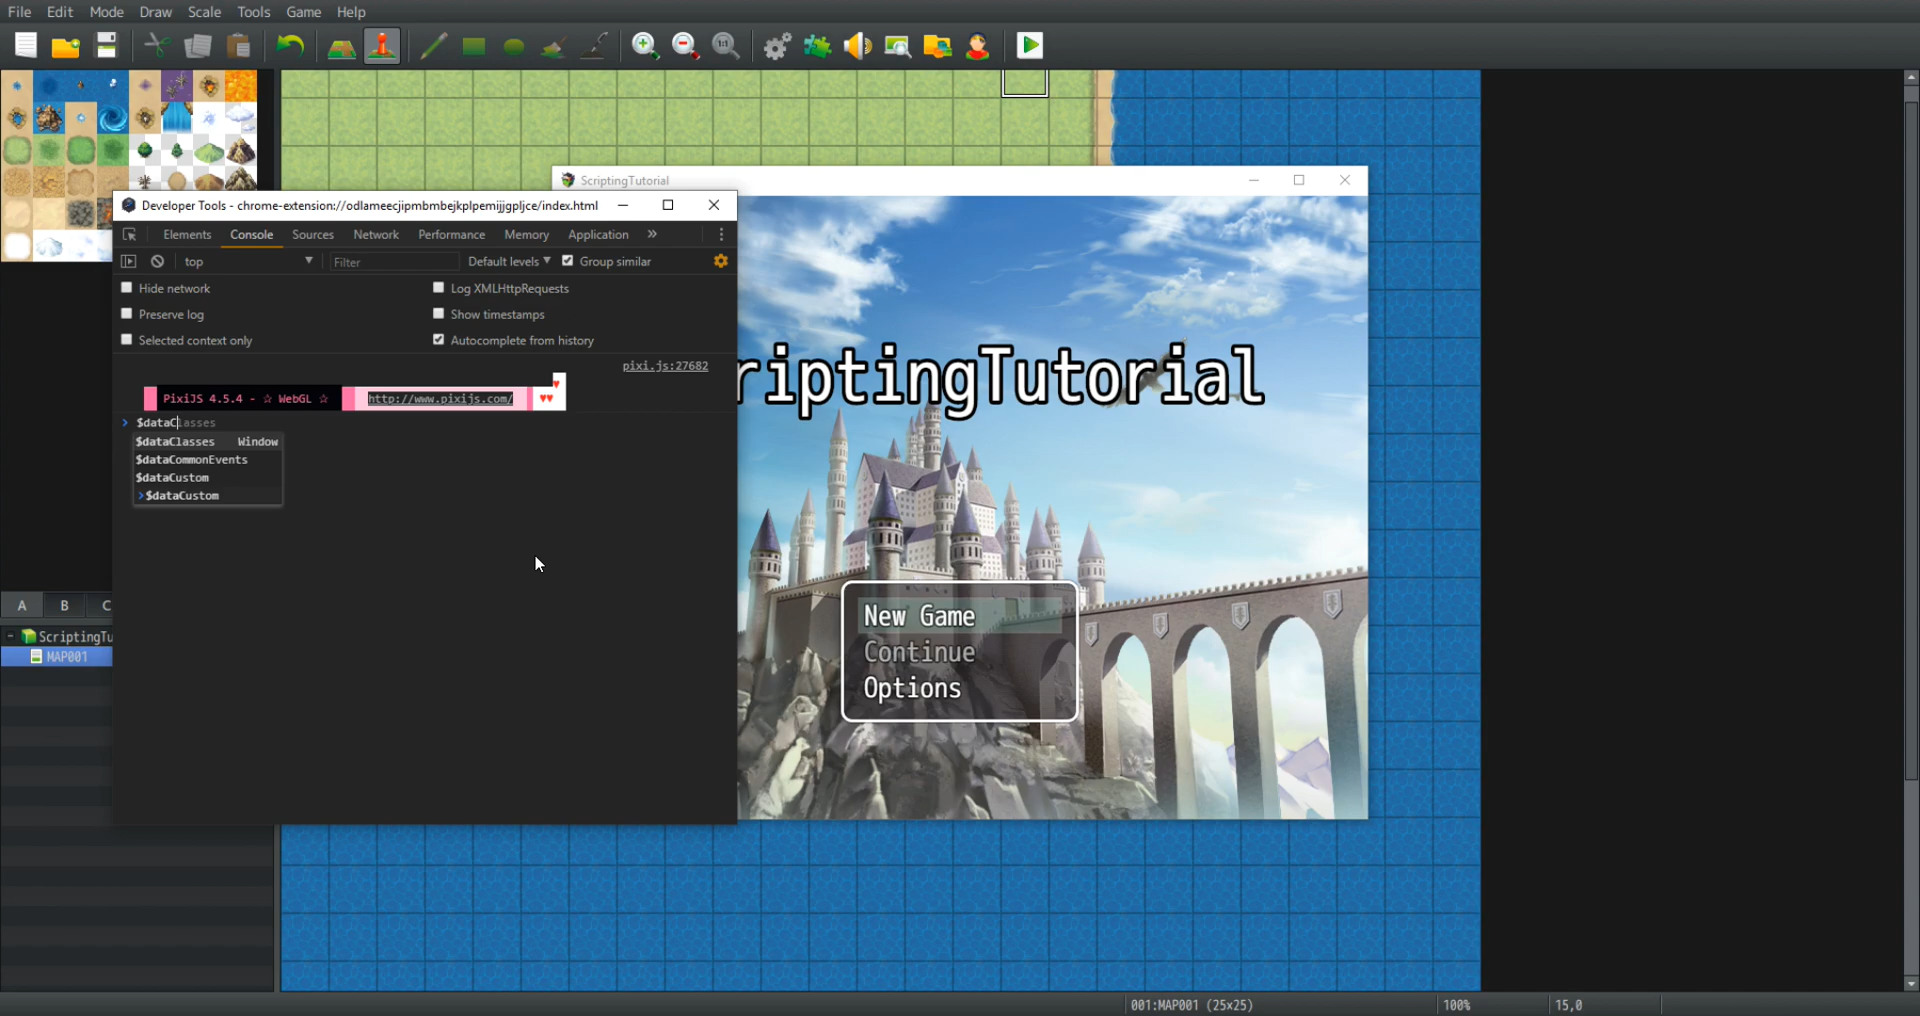 File Edit Mode Draw Scale Tools Game Help
1:1
ScriptingTutorial
Developer Tools - chrome-extension://odlameecjipmbmbejkplpemijjgpljce/index.html
Elements Console Sources Network Performance Memory Application »
top Filter Default levels Group similar
Hide network Log XMLHttpRequests
Preserve log Show timestamps
Selected context only Autocomplete from history
pixi.js:27682
PixiJS 4.5.4 - ☆ WebGL ☆ http://www.pixijs.com/ ♥♥♥
> $dataClasses
$dataClasses Window
$dataCommonEvents
$dataCustom
>$dataCustom
riptingTutorial
New Game
Continue
Options
A B C
ScriptingTu
MAP001
001:MAP001 (25x25) 100% 15,0